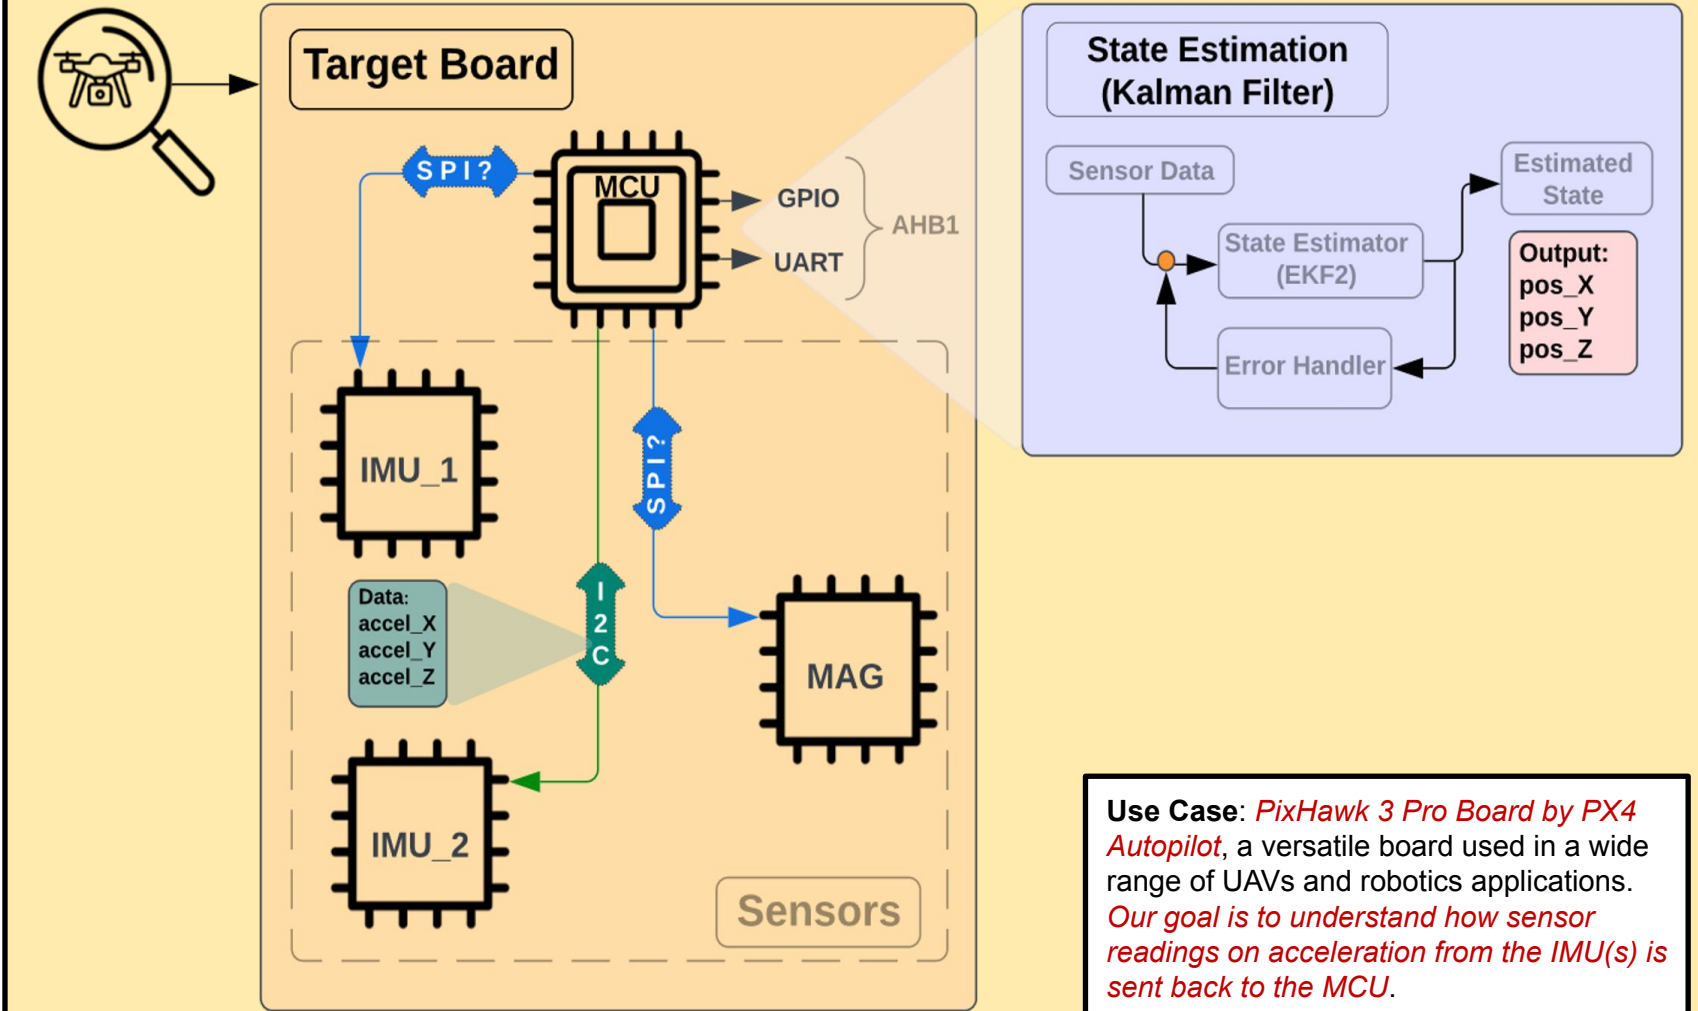 Target Board
SPI?
MCU
GPIO
UART
AHB1
IMU_1
SPI?
I2C
Data:
accel_X
accel_Y
accel_Z
MAG
IMU_2
Sensors
State Estimation
(Kalman Filter)
Sensor Data
Estimated
State
State Estimator
(EKF2)
Error Handler
Output:
pos_X
pos_Y
pos_Z
Use Case: PixHawk 3 Pro Board by PX4
Autopilot, a versatile board used in a wide
range of UAVs and robotics applications.
Our goal is to understand how sensor
readings on acceleration from the IMU(s) is
sent back to the MCU.